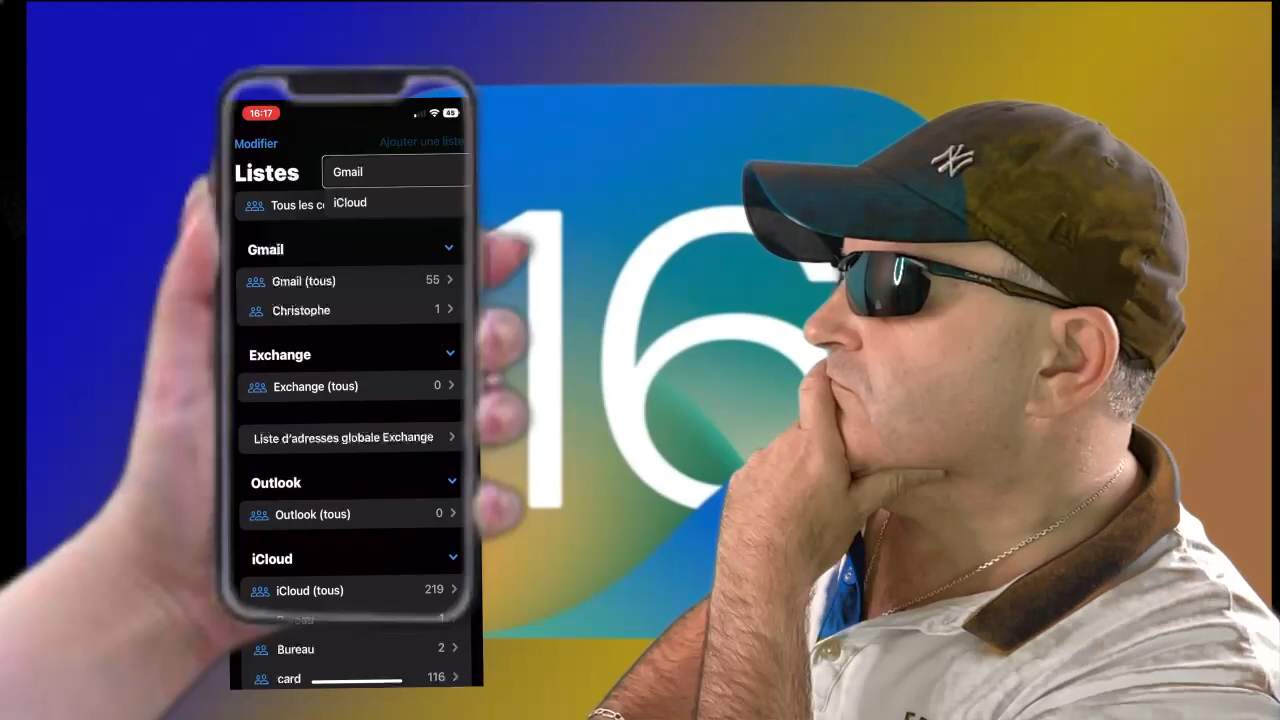 16:17
45
Modifier
Ajouter une liste
Listes
Gmail
iCloud
Tous les c
Gmail
Gmail (tous)
55
Christophe
1
Exchange
Exchange (tous)
0
Liste d'adresses globale Exchange
Outlook
Outlook (tous)
0
iCloud
iCloud (tous)
219
Bureau
2
card
116
16
NY